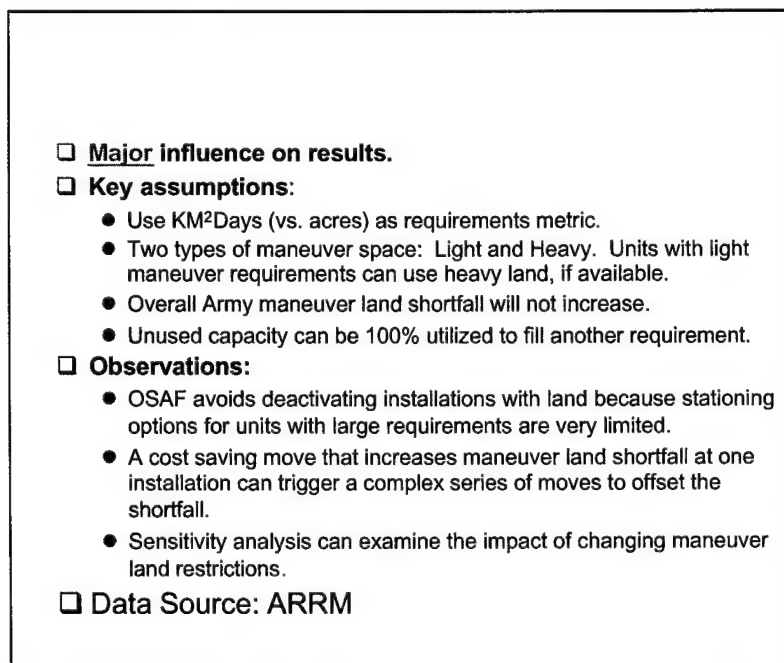 ❑ Major influence on results.
❑ Key assumptions:
● Use KM²Days (vs. acres) as requirements metric.
● Two types of maneuver space: Light and Heavy. Units with light
maneuver requirements can use heavy land, if available.
● Overall Army maneuver land shortfall will not increase.
● Unused capacity can be 100% utilized to fill another requirement.
❑ Observations:
● OSAF avoids deactivating installations with land because stationing
options for units with large requirements are very limited.
● A cost saving move that increases maneuver land shortfall at one
installation can trigger a complex series of moves to offset the
shortfall.
● Sensitivity analysis can examine the impact of changing maneuver
land restrictions.
❑ Data Source: ARRM